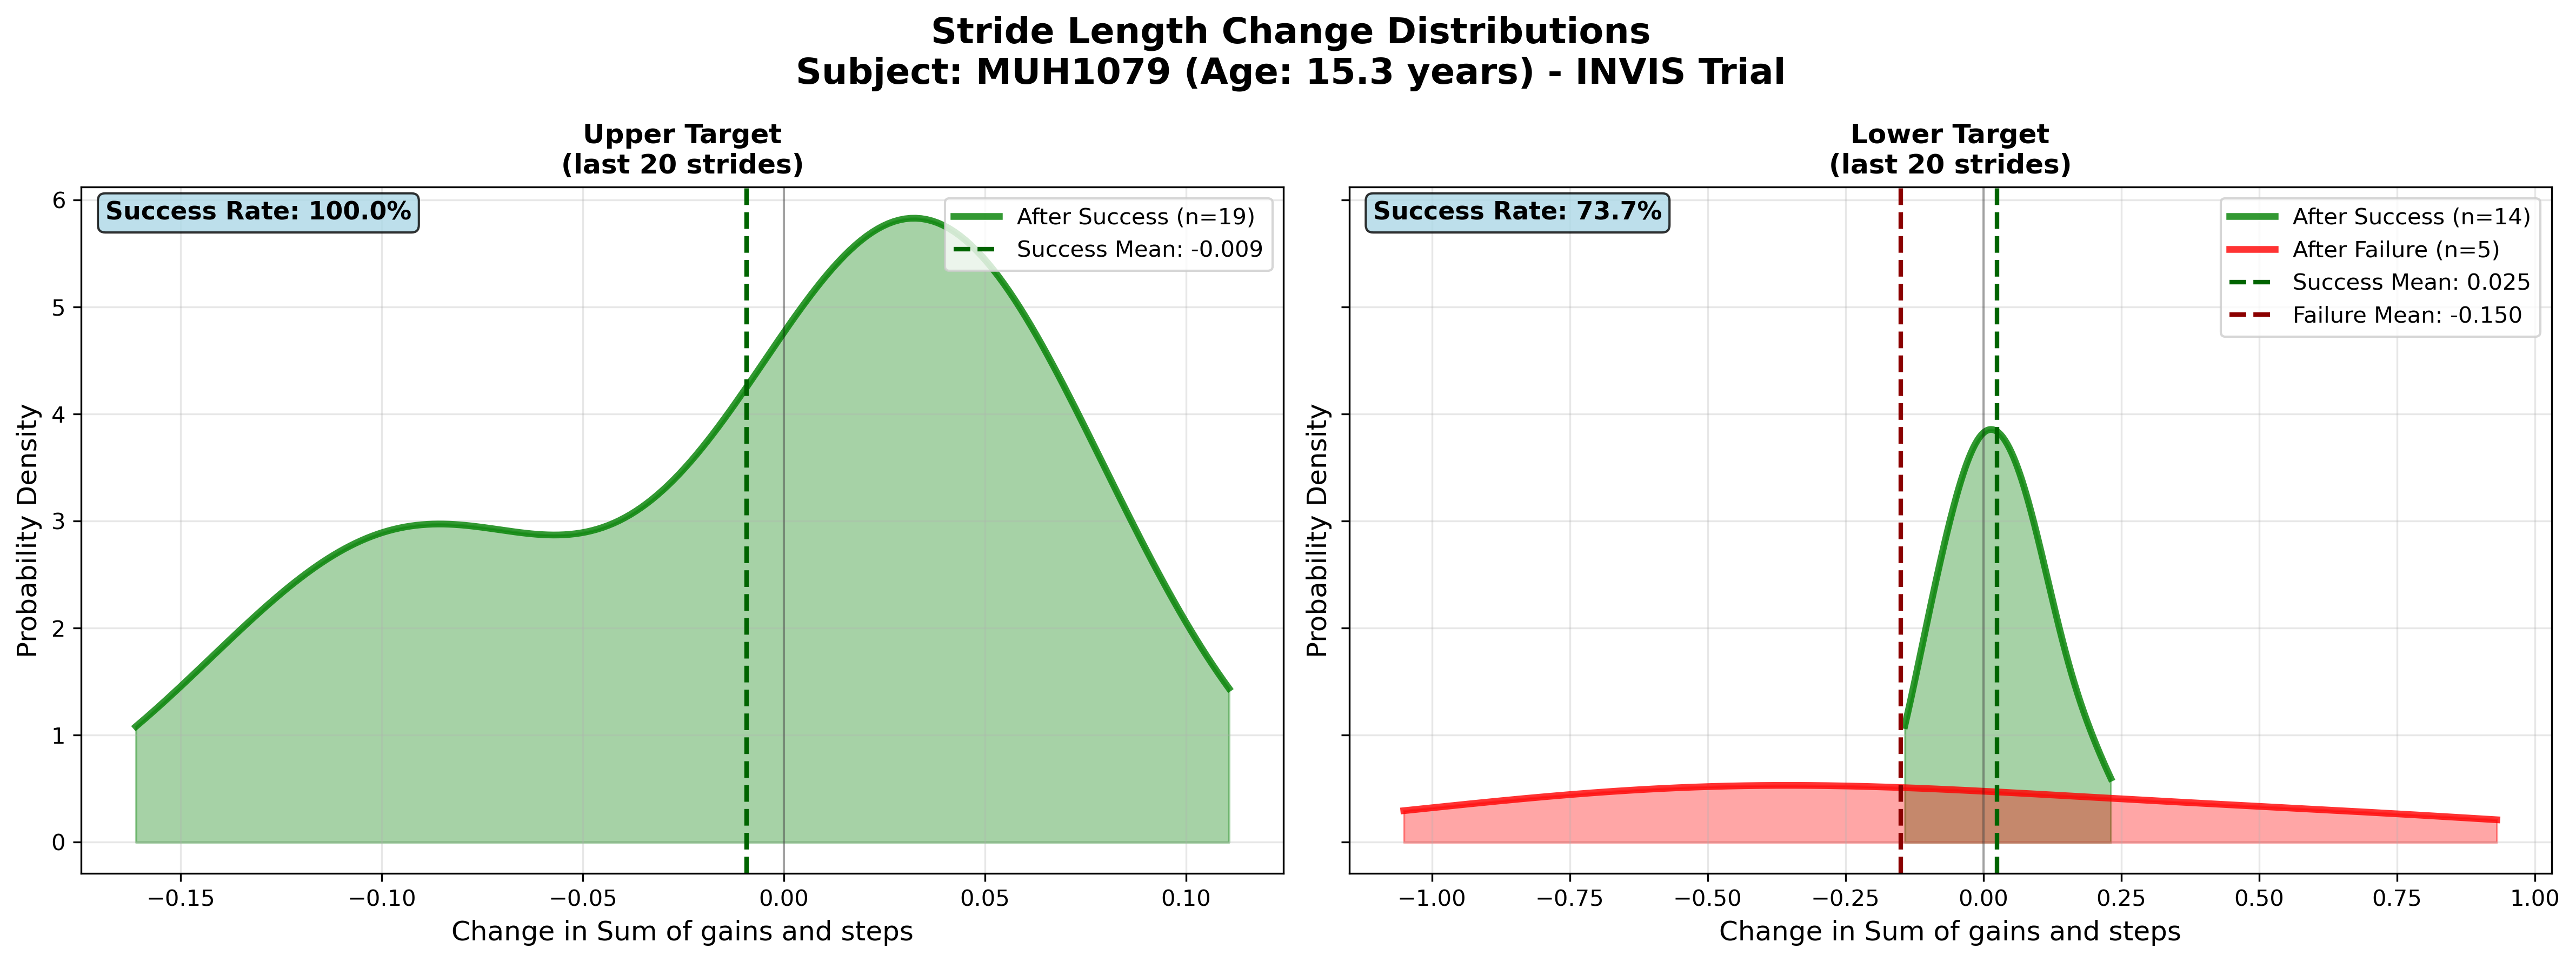 Stride Length Change Distributions
Subject: MUH1079 (Age: 15.3 years) - INVIS Trial
Upper Target
(last 20 strides)
Success Rate: 100.0%
After Success (n=19)
Success Mean: -0.009
Probability Density
6
5
4
3
2
1
0
−0.15
−0.10
−0.05
0.00
0.05
0.10
Change in Sum of gains and steps
Lower Target
(last 20 strides)
Success Rate: 73.7%
After Success (n=14)
After Failure (n=5)
Success Mean: 0.025
Failure Mean: -0.150
Probability Density
−1.00
−0.75
−0.50
−0.25
0.00
0.25
0.50
0.75
1.00
Change in Sum of gains and steps